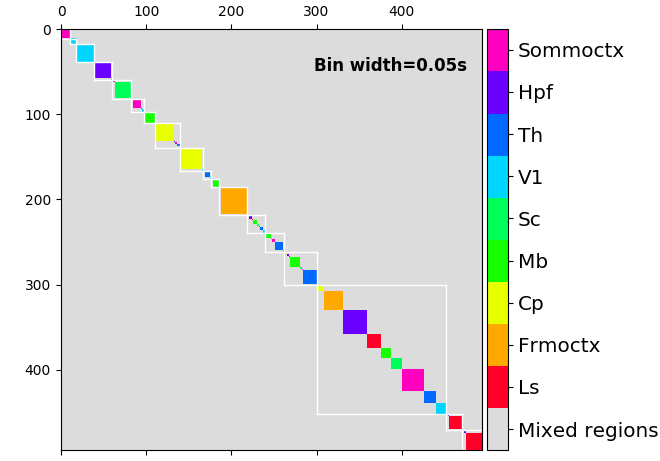 0 100 200 300 400
0
100
200
300
400
Bin width=0.05s
Sommoctx
Hpf
Th
V1
Sc
Mb
Cp
Frmoctx
Ls
Mixed regions